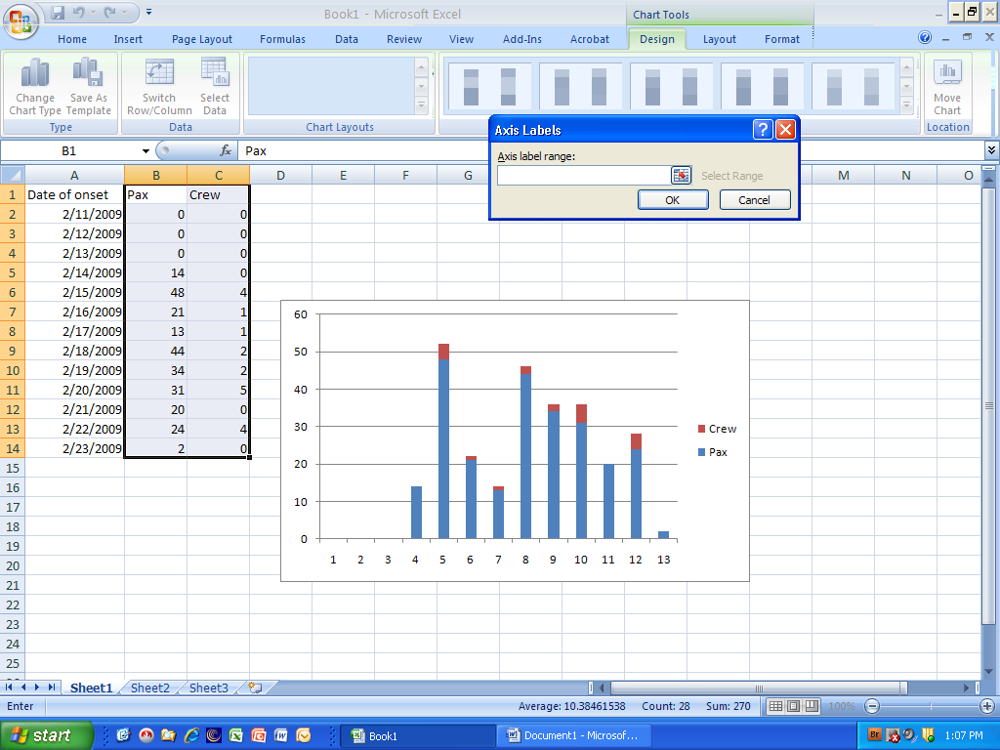 Book1 - Microsoft Excel
Chart Tools
Home Insert Page Layout Formulas Data Review View Add-Ins Acrobat Design Layout Format
Change Chart Type
Save As Template
Switch Row/Column
Select Data
Move Chart
Type Data Chart Layouts Location
Axis Labels
Axis label range:
Select Range
OK Cancel
B1 fx Pax
A B C D E F G M N O
1 Date of onset Pax Crew
2 2/11/2009 0 0
3 2/12/2009 0 0
4 2/13/2009 0 0
5 2/14/2009 14 0
6 2/15/2009 48 4
7 2/16/2009 21 1
8 2/17/2009 13 1
9 2/18/2009 44 2
10 2/19/2009 34 2
11 2/20/2009 31 5
12 2/21/2009 20 0
13 2/22/2009 24 4
14 2/23/2009 2 0
15
16
17
18
19
20
21
22
23
24
25
60
50
40
30
20
10
0
1 2 3 4 5 6 7 8 9 10 11 12 13
Crew
Pax
Sheet1 Sheet2 Sheet3
Enter Average: 10.38461538 Count: 28 Sum: 270 100%
start Book1 Document1 - Microsof... Br 1:07 PM